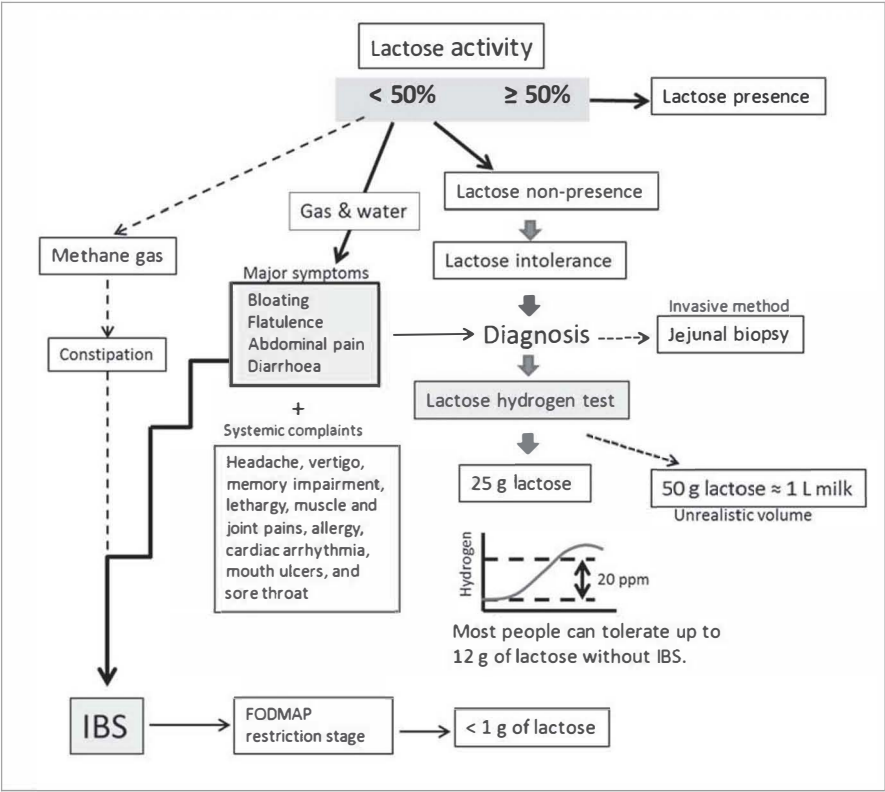 Lactose activity
< 50%
≥ 50%
Lactose presence
Lactose non-presence
Gas & water
Methane gas
Lactose intolerance
Major symptoms
Bloating
Flatulence
Abdominal pain
Diarrhoea
Diagnosis
Invasive method
Jejunal biopsy
Constipation
Lactose hydrogen test
+
Systemic complaints
Headache, vertigo,
memory impairment,
lethargy, muscle and
joint pains, allergy,
cardiac arrhythmia,
mouth ulcers, and
sore throat
25 g lactose
50 g lactose ≈ 1 L milk
Unrealistic volume
Hydrogen
20 ppm
Most people can tolerate up to
12 g of lactose without IBS.
IBS
FODMAP
restriction stage
< 1 g of lactose